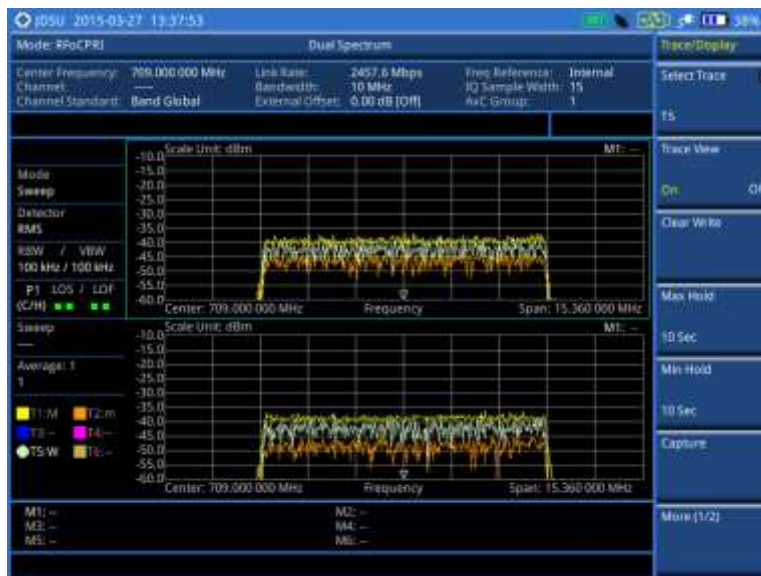 JDSU 2015-03-27 13:37:53
38%
Mode: RFoCPRI
Dual Spectrum
Trace/Display
Center Frequency: 709.000 000 MHz
Link Rate: 2457.6 Mbps
Freq Reference: Internal
Channel: ----
Bandwidth: 10 MHz
IQ Sample Width: 15
Channel Standard: Band Global
External Offset: 0.00 dB [Off]
AxC Group: 1
Select Trace
T5
Trace View
On Of
Clear Write
Max Hold
10 Sec
Min Hold
10 Sec
Capture
More (1/2)
Mode
Sweep
Detector
RMS
RBW / VBW
100 kHz / 100 kHz
P1 LOS / LOF
(C/H)
Sweep
---
Average: 1
1
T1:M T2:m
T3:-- T4:--
T5:W T6:--
Scale Unit: dBm
M1: --
-10.0
-15.0
-20.0
-25.0
-30.0
-35.0
-40.0
-45.0
-50.0
-55.0
-60.0
Center: 709.000 000 MHz Frequency Span: 15.360 000 MHz
Scale Unit: dBm
M1: --
-10.0
-15.0
-20.0
-25.0
-30.0
-35.0
-40.0
-45.0
-50.0
-55.0
-60.0
Center: 709.000 000 MHz Frequency Span: 15.360 000 MHz
M1: -- M2: --
M3: -- M4: --
M5: -- M6: --